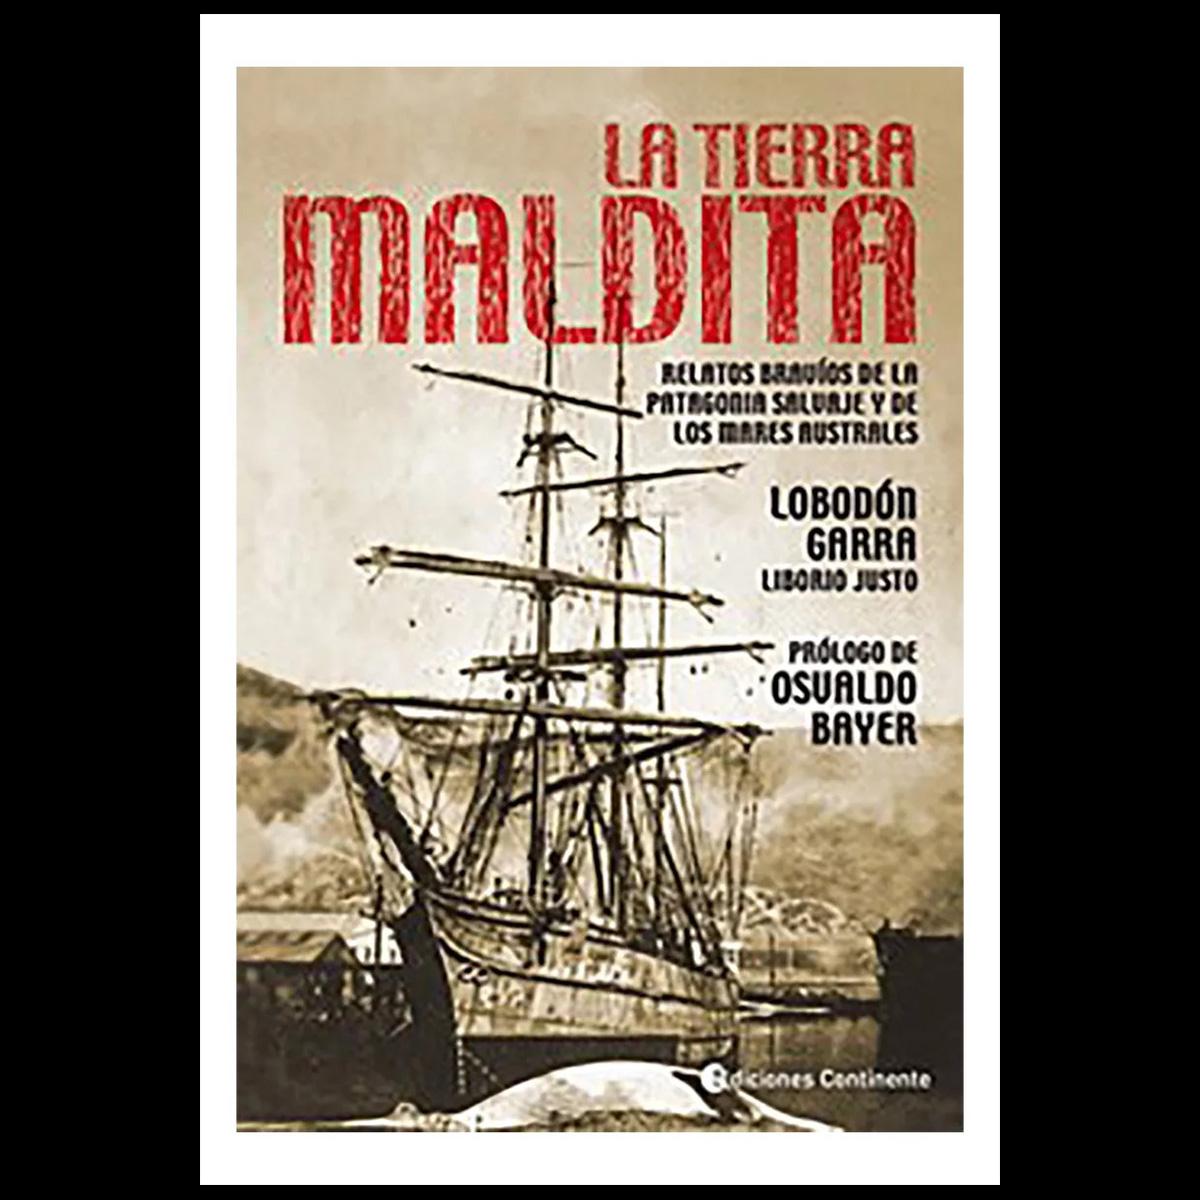 LA TIERRA
MALDITA
RELATOS BRAVÍOS DE LA
PATAGONIA SALVAJE Y DE
LOS MARES AUSTRALES
LOBODÓN
GARRA
LIBORIO JUSTO
PRÓLOGO DE
OSVALDO
BAYER
Ediciones Continente